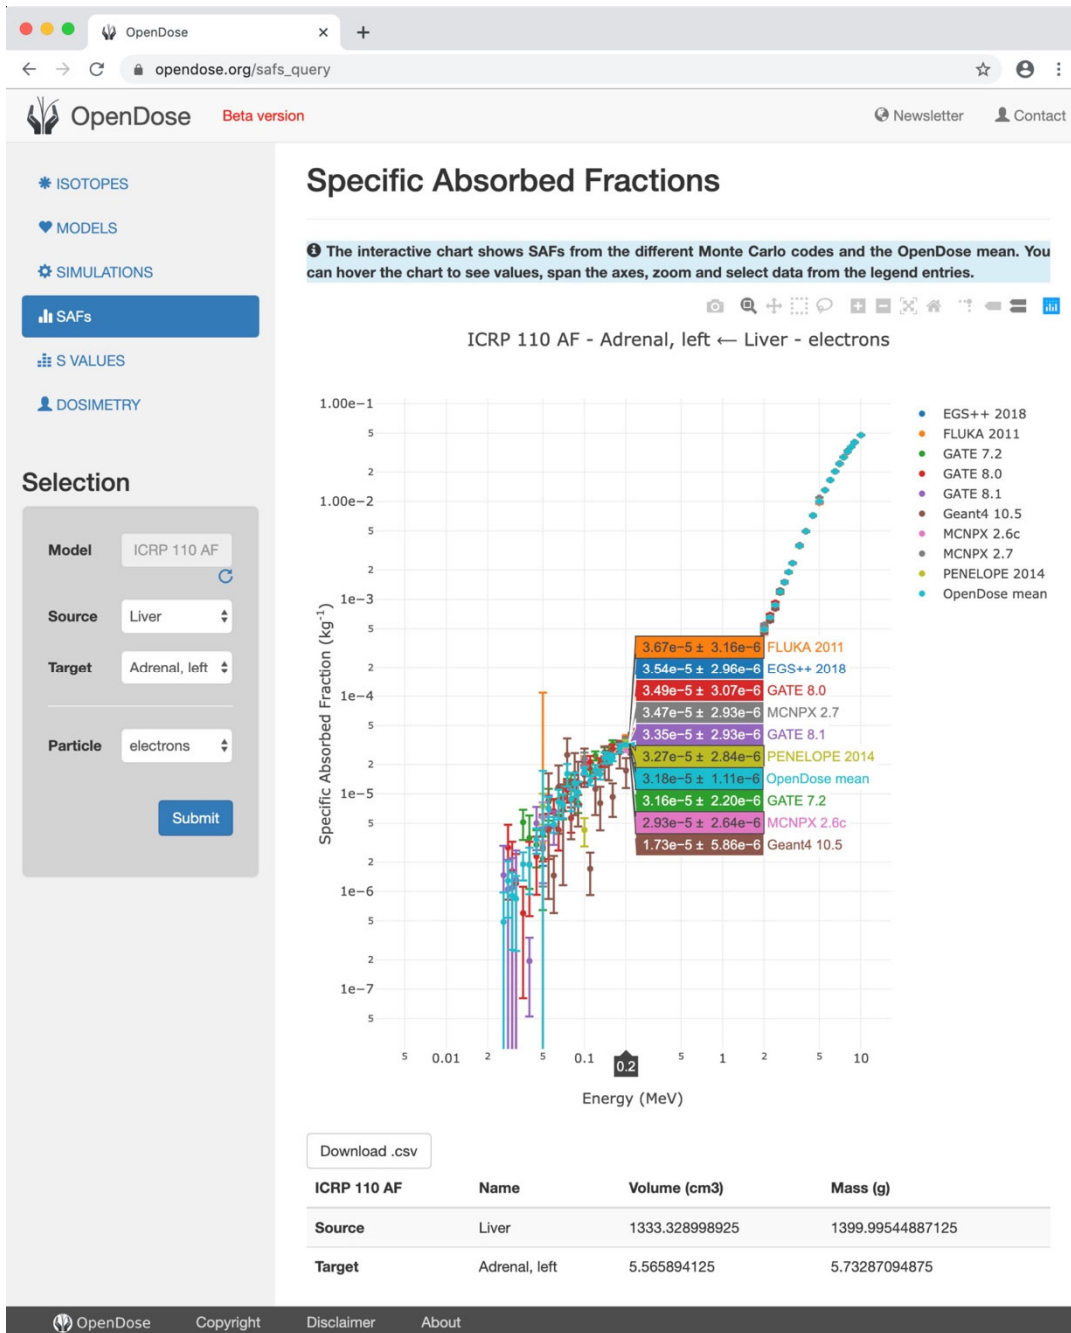 OpenDose
opendose.org/safs_query
OpenDose Beta version Newsletter Contact
ISOTOPES
MODELS
SIMULATIONS
SAFs
S VALUES
DOSIMETRY
Selection
Model ICRP 110 AF
Source Liver
Target Adrenal, left
Particle electrons
Submit
Specific Absorbed Fractions
The interactive chart shows SAFs from the different Monte Carlo codes and the OpenDose mean. You
can hover the chart to see values, span the axes, zoom and select data from the legend entries.
ICRP 110 AF - Adrenal, left ← Liver - electrons
Specific Absorbed Fraction (kg-1)
1.00e−1
5
2
1.00e−2
5
2
1e−3
5
2
1e−4
5
2
1e−5
5
2
1e−6
5
2
1e−7
5
3.67e−5 ± 3.16e−6 FLUKA 2011
3.54e−5 ± 2.96e−6 EGS++ 2018
3.49e−5 ± 3.07e−6 GATE 8.0
3.47e−5 ± 2.93e−6 MCNPX 2.7
3.35e−5 ± 2.93e−6 GATE 8.1
3.27e−5 ± 2.84e−6 PENELOPE 2014
3.18e−5 ± 1.11e−6 OpenDose mean
3.16e−5 ± 2.20e−6 GATE 7.2
2.93e−5 ± 2.64e−6 MCNPX 2.6c
1.73e−5 ± 5.86e−6 Geant4 10.5
EGS++ 2018
FLUKA 2011
GATE 7.2
GATE 8.0
GATE 8.1
Geant4 10.5
MCNPX 2.6c
MCNPX 2.7
PENELOPE 2014
OpenDose mean
5 0.01 2 5 0.1 0.2 5 1 2 5 10
Energy (MeV)
Download .csv
ICRP 110 AF Name Volume (cm3) Mass (g)
Source Liver 1333.328998925 1399.99544887125
Target Adrenal, left 5.565894125 5.73287094875
OpenDose Copyright Disclaimer About